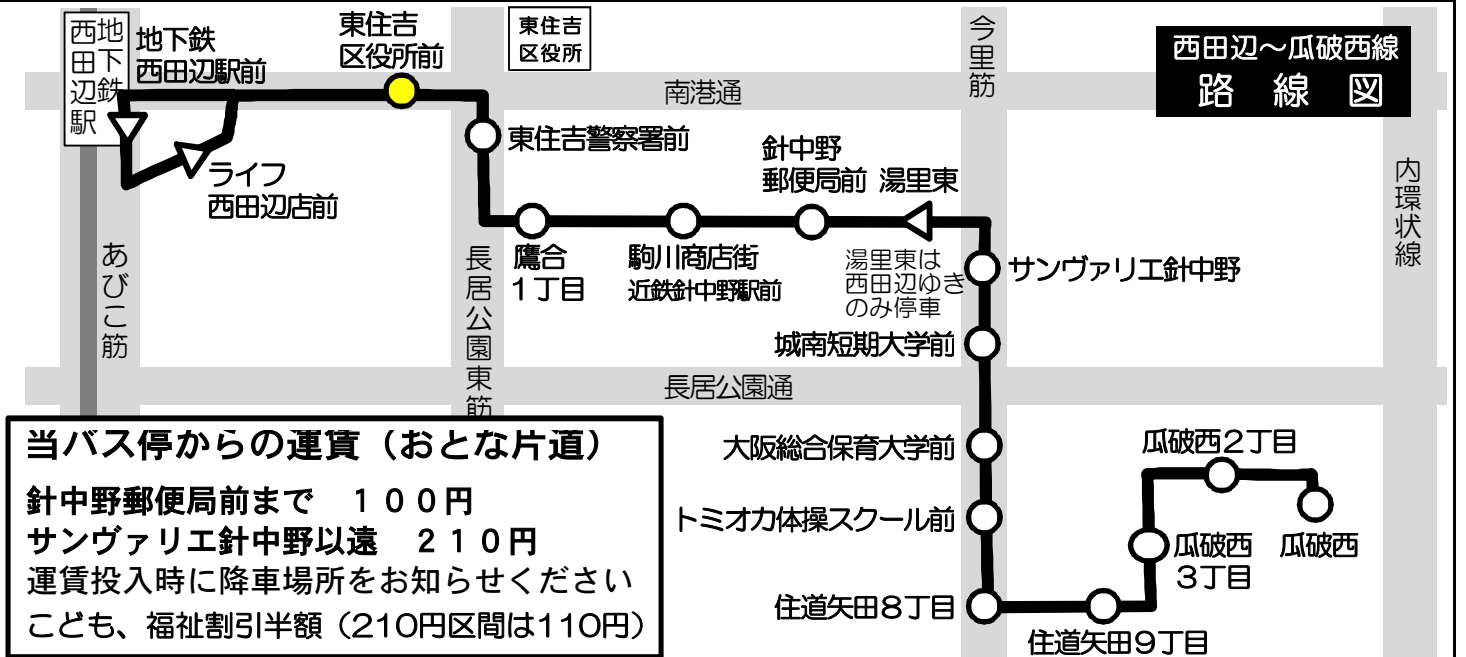 地下鉄
西田辺駅
地下鉄
西田辺駅前
東住吉
区役所前
東住吉
区役所
今里筋
西田辺～瓜破西線
路線図
南港通
東住吉警察署前
ライフ
西田辺店前
針中野
郵便局前
湯里東
内環状線
あびこ筋
長居公園東筋
鷹合
1丁目
駒川商店街
近鉄針中野駅前
湯里東は
西田辺ゆき
のみ停車
サンヴァリエ針中野
城南短期大学前
長居公園通
大阪総合保育大学前
トミオカ体操スクール前
住道矢田8丁目
住道矢田9丁目
瓜破西2丁目
瓜破西
3丁目
瓜破西
当バス停からの運賃（おとな片道）
針中野郵便局前まで　１００円
サンヴァリエ針中野以遠　２１０円
運賃投入時に降車場所をお知らせください
こども、福祉割引半額（210円区間は110円）